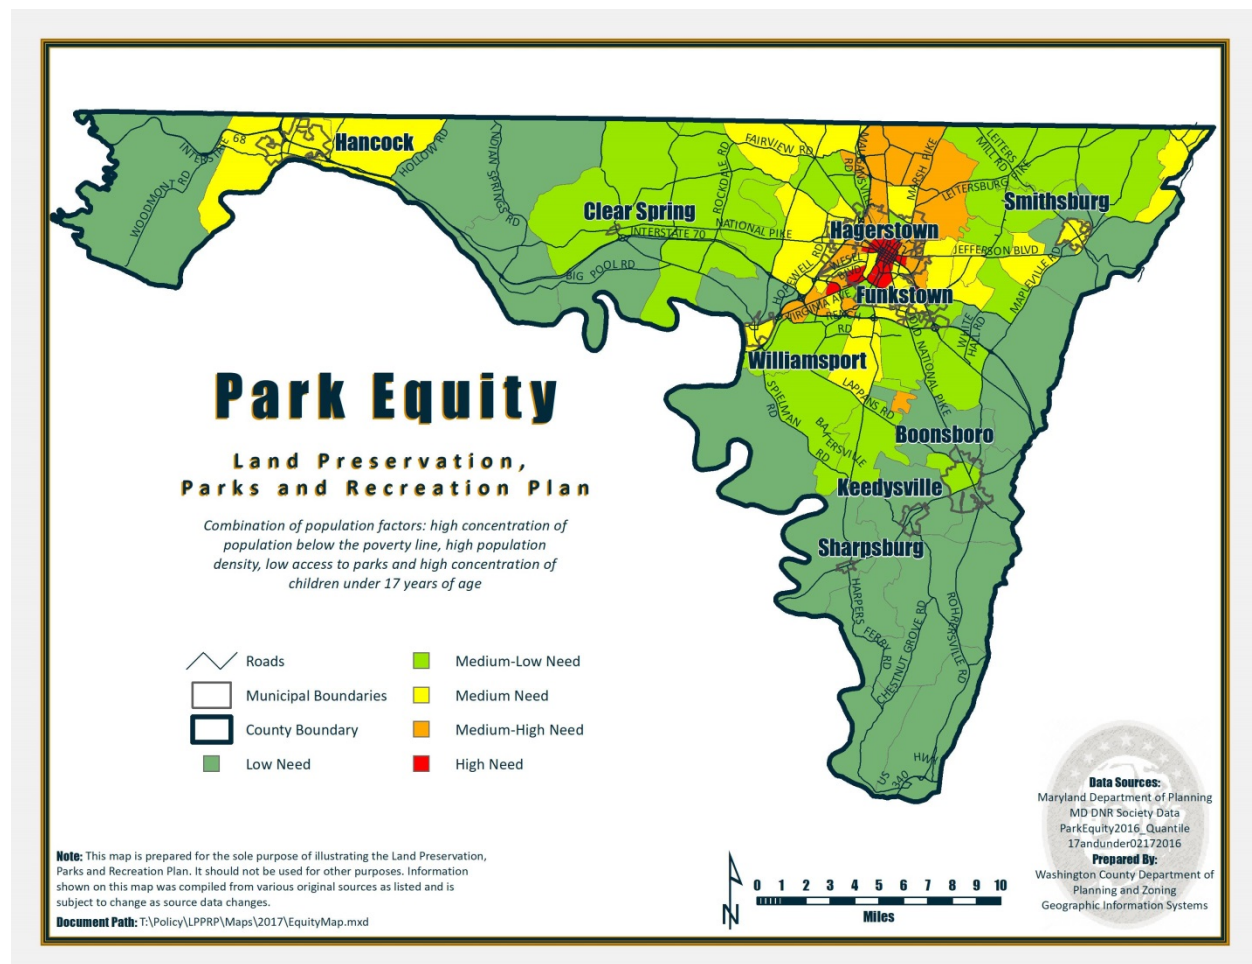 INTERSTATE 68
Hancock
WOODMONT RD
HOLLOW RD
INDIAN SPRINGS RD
ROCKDALE RD
FAIRVIEW RD
MAUGANSVILLE RD
MARSH PIKE
LEITERS MILL RD
LEITERSBURG PIKE
Smithsburg
Clear Spring
NATIONAL PIKE
INTERSTATE 70
Hagerstown
JEFFERSON BLVD
BIG POOL RD
HOPEWELL RD
WESEL BLVD
MAPLEVILLE RD
Funkstown
VIRGINIA AVE
REACH RD
WHITE HALL RD
OLD NATIONAL PIKE
Williamsport
LAPPANS RD
SPIELMAN RD
BAKERSVILLE RD
Boonsboro
Keedysville
Sharpsburg
HARPERS FERRY RD
CHESTNUT GROVE RD
ROHRERSVILLE RD
US 340 HWY
Park Equity
Land Preservation,
Parks and Recreation Plan
Combination of population factors: high concentration of
population below the poverty line, high population
density, low access to parks and high concentration of
children under 17 years of age
Roads
Municipal Boundaries
County Boundary
Low Need
Medium-Low Need
Medium Need
Medium-High Need
High Need
Note: This map is prepared for the sole purpose of illustrating the Land Preservation,
Parks and Recreation Plan. It should not be used for other purposes. Information
shown on this map was compiled from various original sources as listed and is
subject to change as source data changes.
Document Path: T:\Policy\LPPRP\Maps\2017\EquityMap.mxd
N
0 1 2 3 4 5 6 7 8 9 10
Miles
Data Sources:
Maryland Department of Planning
MD DNR Society Data
ParkEquity2016_Quantile
17andunder02172016
Prepared By:
Washington County Department of
Planning and Zoning
Geographic Information Systems